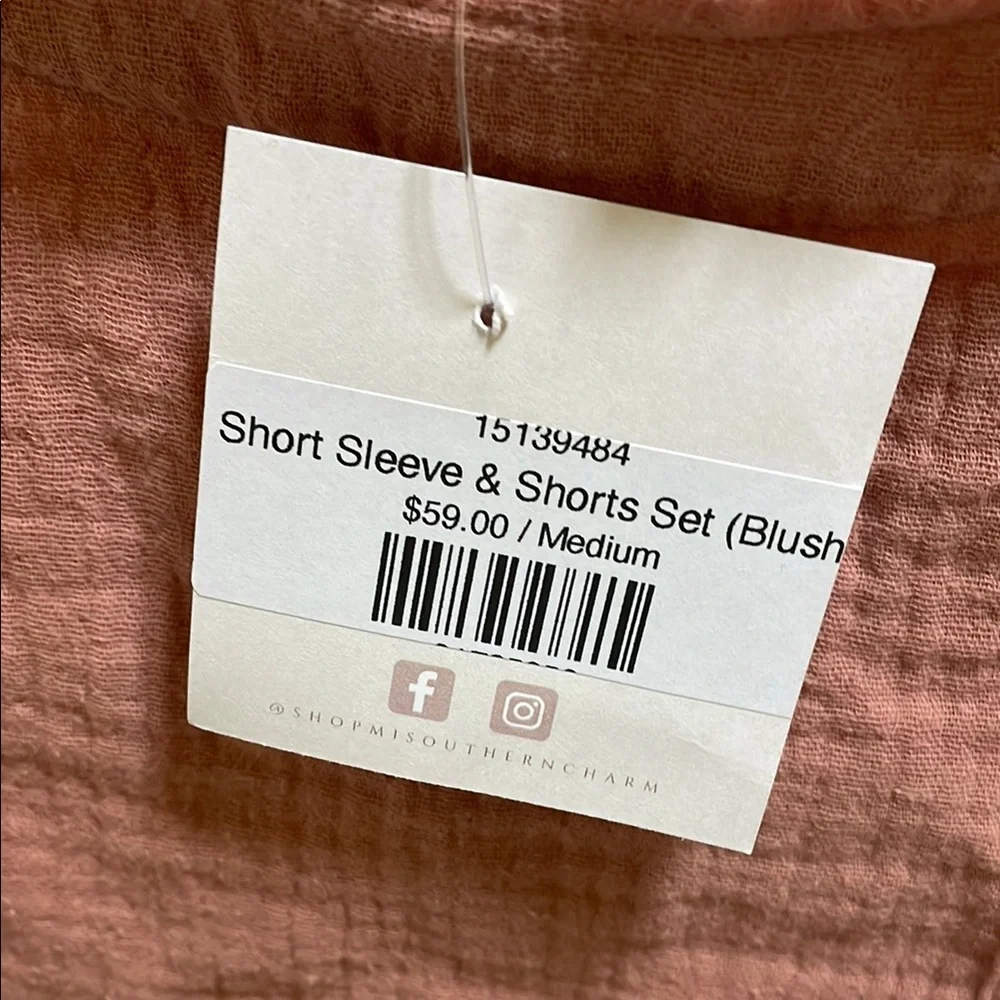 15139484
Short Sleeve & Shorts Set (Blush
$59.00 / Medium
@SHOPMISOUTHERNCHARM